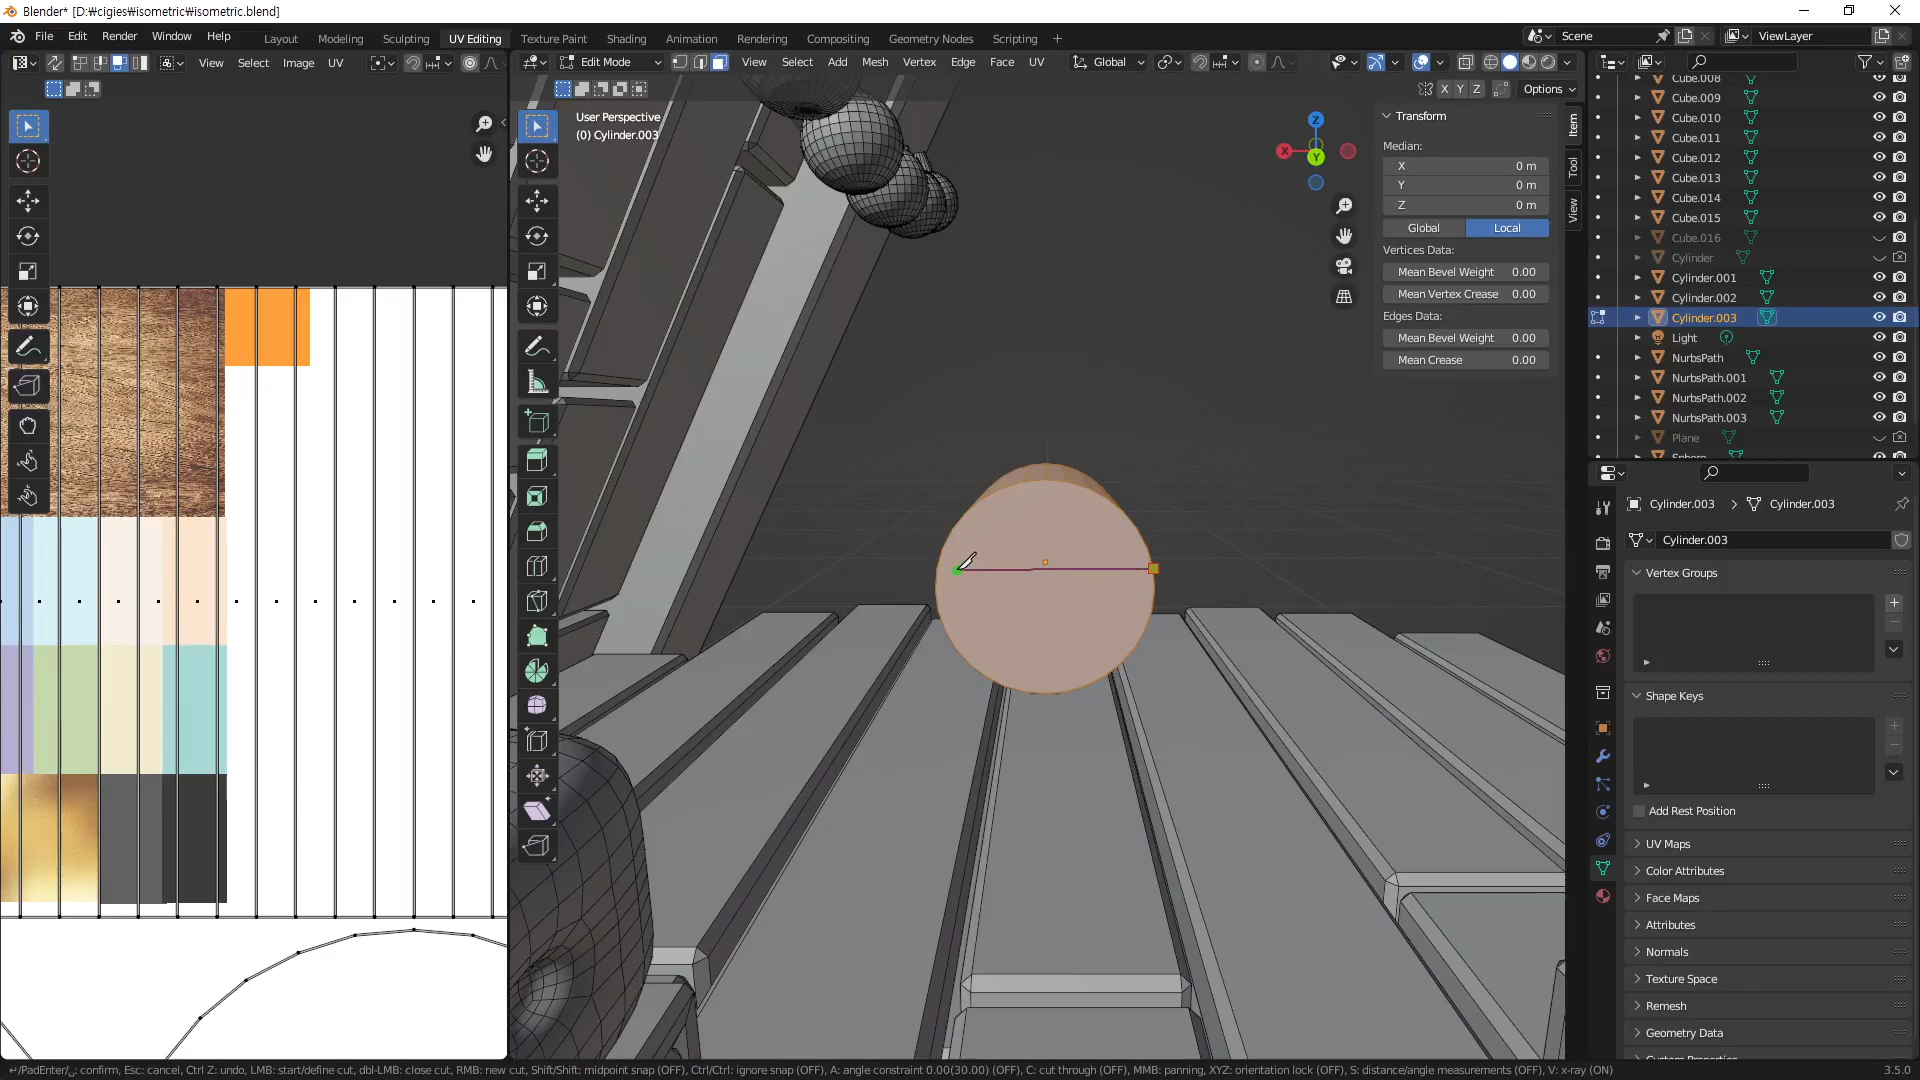 Blender* [D:₩cigies₩isometric₩isometric.blend]
File Edit Render Window Help Layout Modeling Sculpting UV Editing Texture Paint Shading Animation Rendering Compositing Geometry Nodes Scripting + Scene ViewLayer
View Select Image UV Edit Mode View Select Add Mesh Vertex Edge Face UV Global
X Y Z Options
User Perspective
(0) Cylinder.003
Z
X
Y
Transform
Median:
X 0 m
Y 0 m
Z 0 m
Global Local
Vertices Data:
Mean Bevel Weight 0.00
Mean Vertex Crease 0.00
Edges Data:
Mean Bevel Weight 0.00
Mean Crease 0.00
Item
Tool
View
Cube.008
Cube.009
Cube.010
Cube.011
Cube.012
Cube.013
Cube.014
Cube.015
Cube.016
Cylinder
Cylinder.001
Cylinder.002
Cylinder.003
Light
NurbsPath
NurbsPath.001
NurbsPath.002
NurbsPath.003
Plane
Sphere
Cylinder.003 > Cylinder.003
Cylinder.003
Vertex Groups
Shape Keys
Add Rest Position
UV Maps
Color Attributes
Face Maps
Attributes
Normals
Texture Space
Remesh
Geometry Data
Custom Properties
↵/PadEnter/␣: confirm, Esc: cancel, Ctrl Z: undo, LMB: start/define cut, dbl-LMB: close cut, RMB: new cut, Shift/Shift: midpoint snap (OFF), Ctrl/Ctrl: ignore snap (OFF), A: angle constraint 0.00(30.00) (OFF), C: cut through (OFF), MMB: panning, XYZ: orientation lock (OFF), S: distance/angle measurements (OFF), V: x-ray (ON) 3.5.0